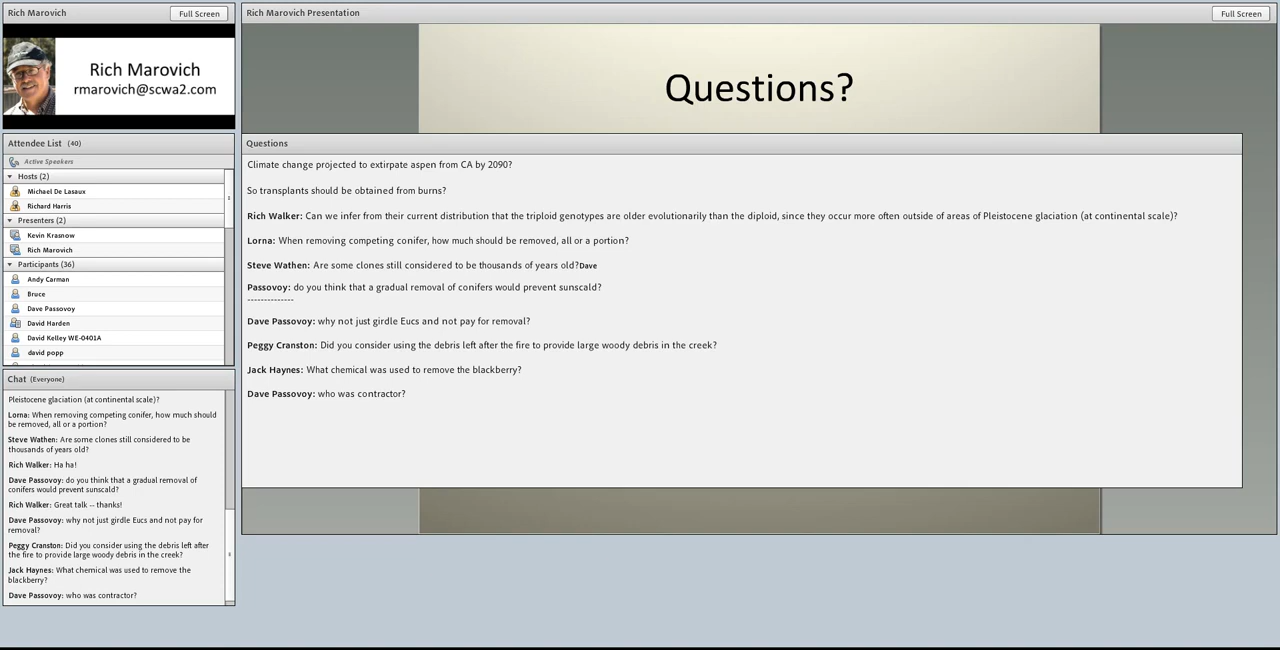 Rich Marovich
Full Screen
Rich Marovich
rmarovich@scwa2.com
Attendee List (40)
Active Speakers
Hosts (2)
Michael De Lasaux
Richard Harris
Presenters (2)
Kevin Krasnow
Rich Marovich
Participants (36)
Andy Carman
Bruce
Dave Passovoy
David Harden
David Kelley WE-0401A
david popp
Chat (Everyone)
Pleistocene glaciation (at continental scale)?
Lorna: When removing competing conifer, how much should
be removed, all or a portion?
Steve Wathen: Are some clones still considered to be
thousands of years old?
Rich Walker: Ha ha!
Dave Passovoy: do you think that a gradual removal of
conifers would prevent sunscald?
Rich Walker: Great talk -- thanks!
Dave Passovoy: why not just girdle Eucs and not pay for
removal?
Peggy Cranston: Did you consider using the debris left after
the fire to provide large woody debris in the creek?
Jack Haynes: What chemical was used to remove the
blackberry?
Dave Passovoy: who was contractor?
Rich Marovich Presentation
Full Screen
Questions?
Questions
Climate change projected to extirpate aspen from CA by 2090?
So transplants should be obtained from burns?
Rich Walker: Can we infer from their current distribution that the triploid genotypes are older evolutionarily than the diploid, since they occur more often outside of areas of Pleistocene glaciation (at continental scale)?
Lorna: When removing competing conifer, how much should be removed, all or a portion?
Steve Wathen: Are some clones still considered to be thousands of years old?Dave
Passovoy: do you think that a gradual removal of conifers would prevent sunscald?
--------------
Dave Passovoy: why not just girdle Eucs and not pay for removal?
Peggy Cranston: Did you consider using the debris left after the fire to provide large woody debris in the creek?
Jack Haynes: What chemical was used to remove the blackberry?
Dave Passovoy: who was contractor?